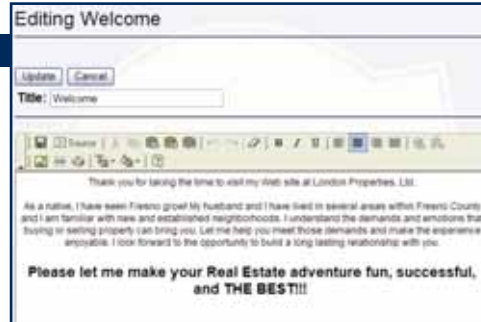 Editing Welcome
Update Cancel
Title: Welcome
Source
Thank you for taking the time to visit my Web site at London Properties, Ltd.
As a native, I have seen Fresno grow! My husband and I have lived in several areas within Fresno County
and I am familiar with new and established neighborhoods. I understand the demands and emotions that
buying or selling property can bring you. Let me help you meet those demands and make the experience
enjoyable. I look forward to the opportunity to build a long lasting relationship with you.
Please let me make your Real Estate adventure fun, successful,
and THE BEST!!!